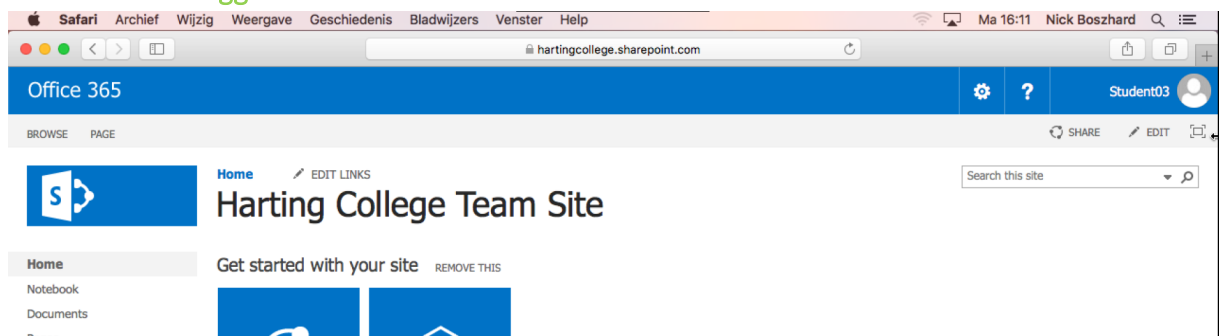 Safari Archief Wijzig Weergave Geschiedenis Bladwijzers Venster Help Ma 16:11 Nick Boszhard
hartingcollege.sharepoint.com
Office 365 ? Student03
BROWSE PAGE SHARE EDIT
S Home EDIT LINKS Search this site
Harting College Team Site
Home Get started with your site REMOVE THIS
Notebook
Documents